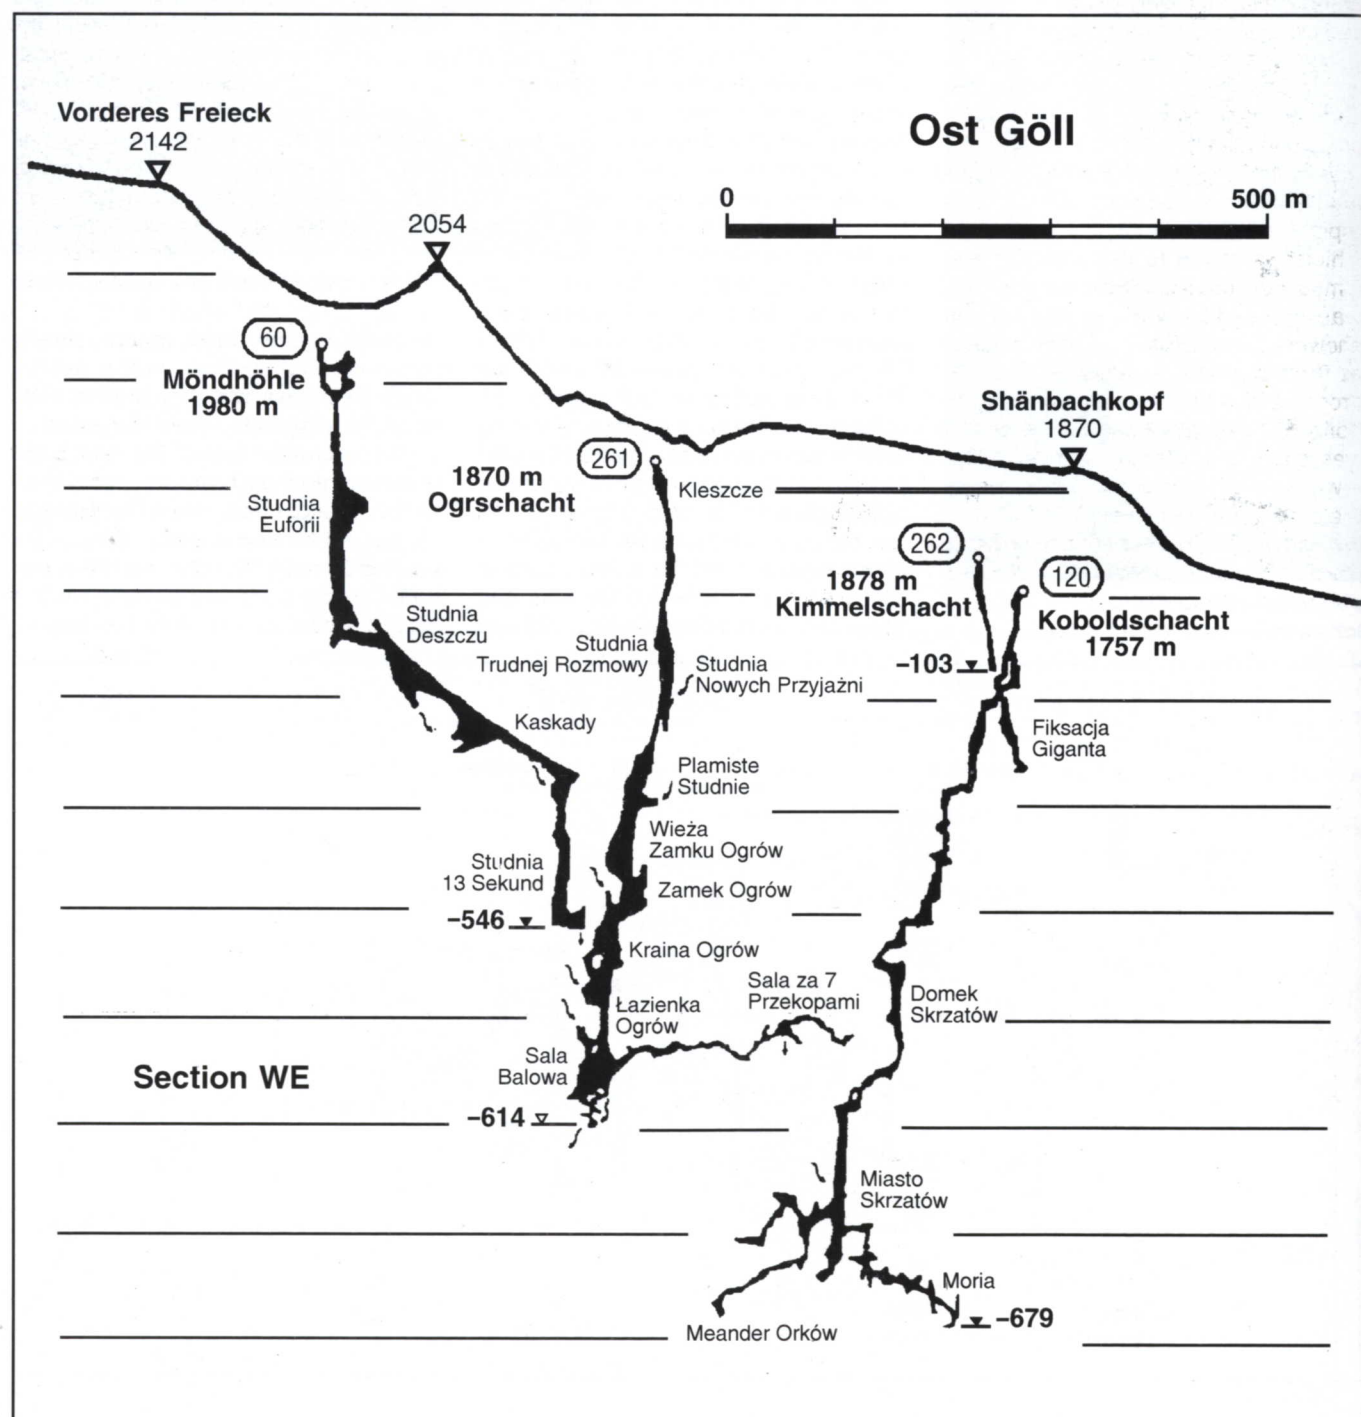 Vorderes Freieck
2142
Ost Göll
2054
0
500 m
60
Möndhöhle
1980 m
Shänbachkopf
1870
261
1870 m
Ogrschacht
Kleszcze
Studnia
Euforii
262
1878 m
Kimmelschacht
120
Koboldschacht
1757 m
Studnia
Deszczu
Studnia
Trudnej Rozmowy
Studnia
Nowych Przyjaźni
−103
Kaskady
Fiksacja
Giganta
Plamiste
Studnie
Wieża
Zamku Ogrów
Studnia
13 Sekund
Zamek Ogrów
−546
Kraina Ogrów
Sala za 7
Przekopami
Domek
Skrzatów
Łazienka
Ogrów
Sala
Balowa
Section WE
−614
Miasto
Skrzatów
Moria
−679
Meander Orków